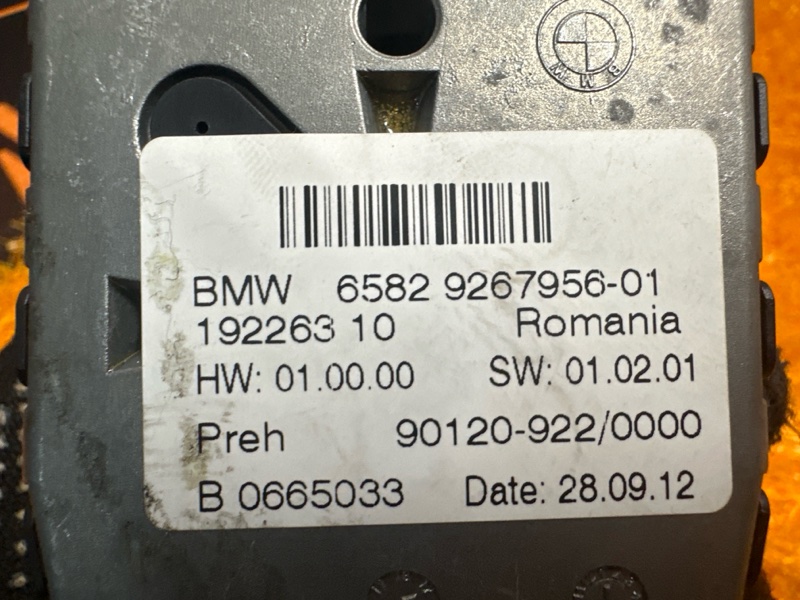 BMW
BMW 6582 9267956-01
192263 10 Romania
HW: 01.00.00 SW: 01.02.01
Preh 90120-922/0000
B 0665033 Date: 28.09.12